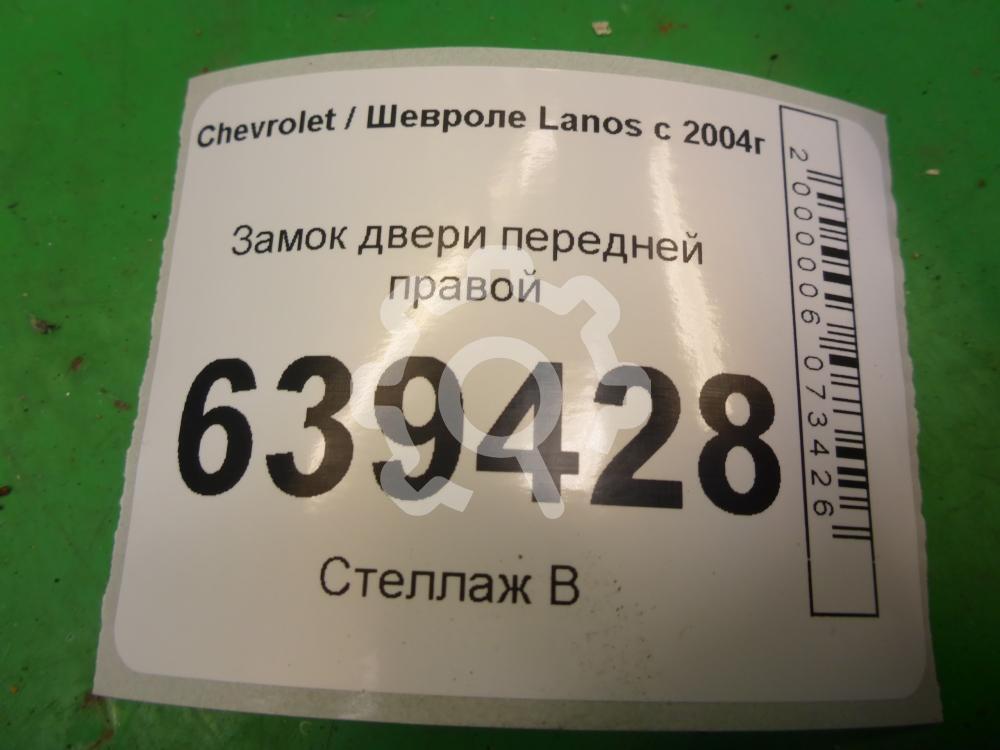 Chevrolet / Шевроле Lanos с 2004г
Замок двери передней
правой
639428
Стеллаж В
2000006073426